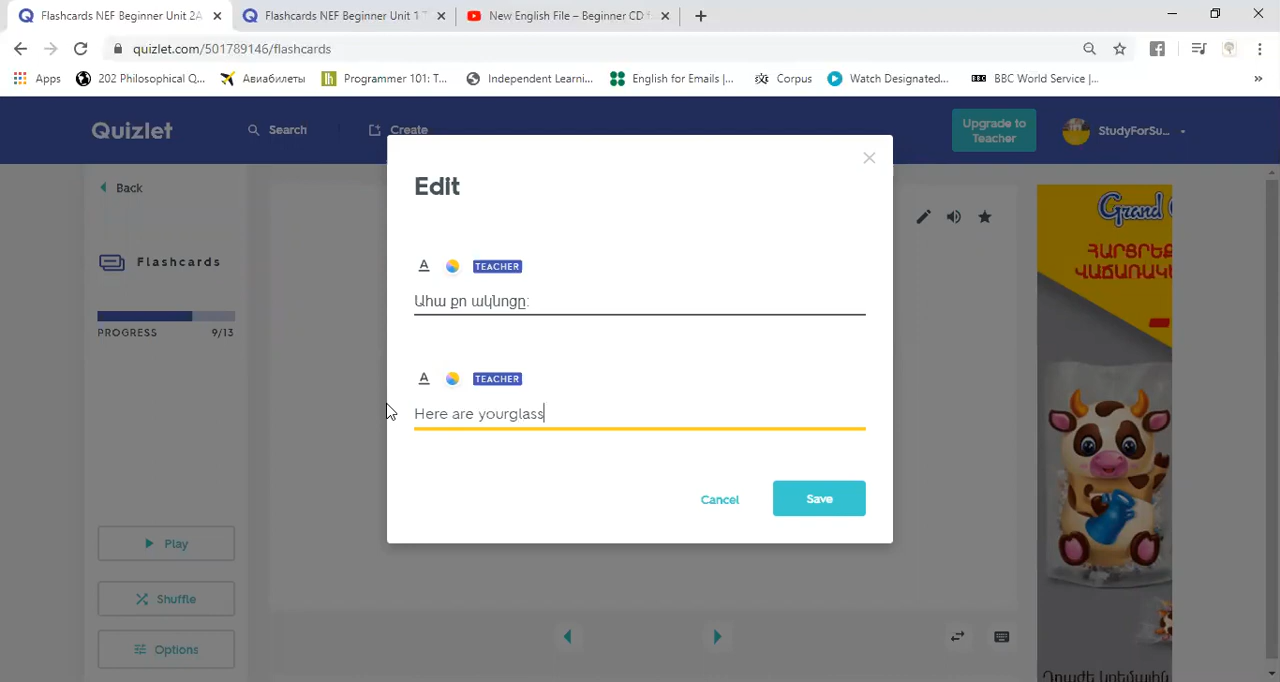 Flashcards NEF Beginner Unit 2A
Flashcards NEF Beginner Unit 1
New English File – Beginner CD
quizlet.com/501789146/flashcards
Apps
202 Philosophical Q...
Авиабилеты
Programmer 101: T...
Independent Learni...
English for Emails |...
Corpus
Watch Designated...
BBC World Service |...
Quizlet
Search
Create
Upgrade to
Teacher
StudyForSu...
Back
Edit
Flashcards
PROGRESS
9/13
TEACHER
Ահա քո ակնոցը:
TEACHER
Here are yourglass
Cancel
Save
Play
Shuffle
Options
Grand
ՀԱՐՑՐԵՔ
ՎԱՃԱՌԱԿԵ